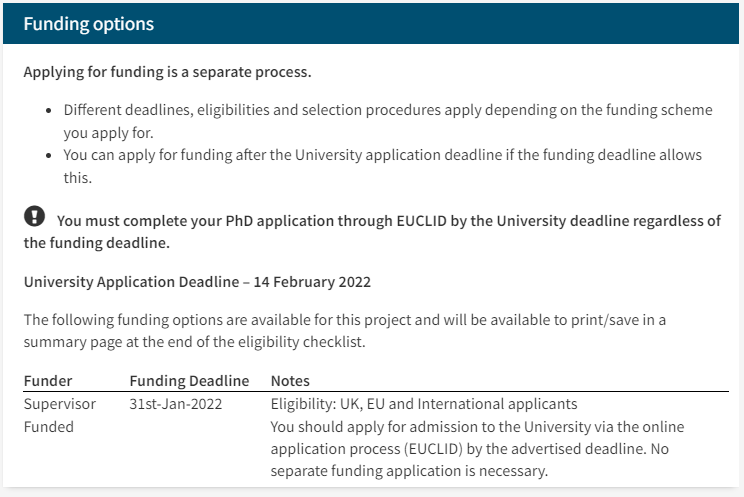 Funding options
Applying for funding is a separate process.
• Different deadlines, eligibilities and selection procedures apply depending on the funding scheme
you apply for.
• You can apply for funding after the University application deadline if the funding deadline allows
this.
! You must complete your PhD application through EUCLID by the University deadline regardless of
the funding deadline.
University Application Deadline – 14 February 2022
The following funding options are available for this project and will be available to print/save in a
summary page at the end of the eligibility checklist.
Funder Funding Deadline Notes
Supervisor 31st-Jan-2022 Eligibility: UK, EU and International applicants
Funded You should apply for admission to the University via the online
application process (EUCLID) by the advertised deadline. No
separate funding application is necessary.